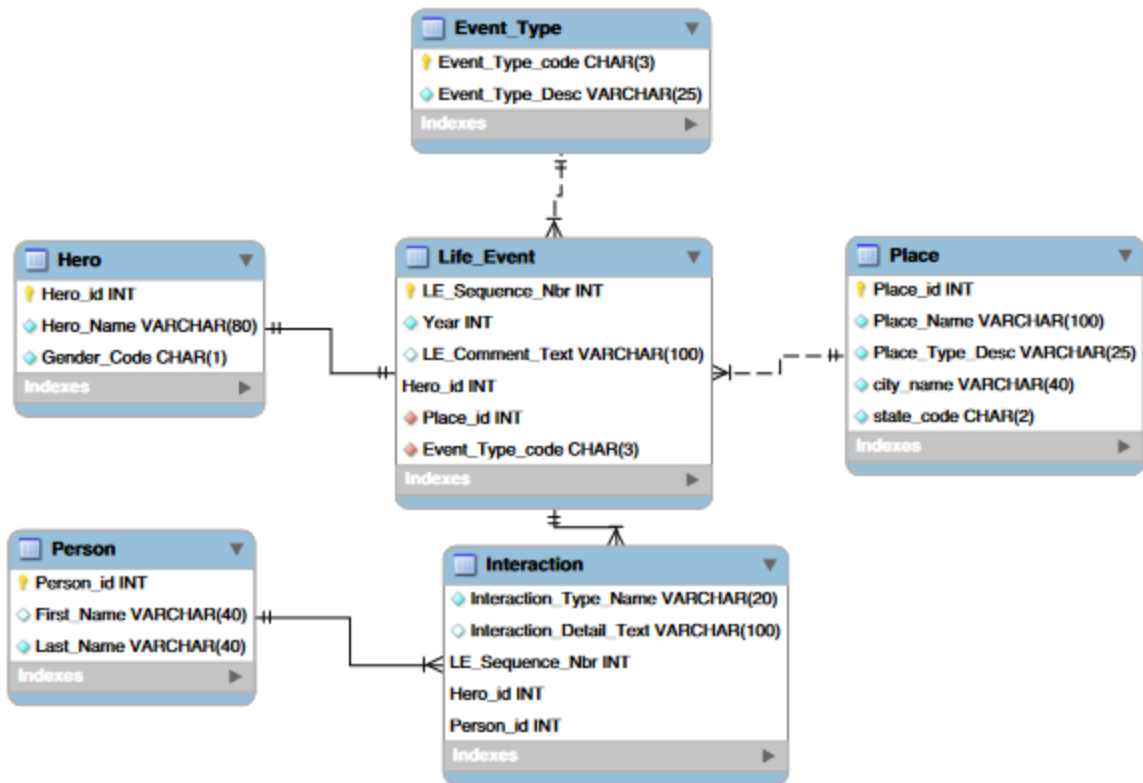 Event_Type
Event_Type_code CHAR(3)
Event_Type_Desc VARCHAR(25)
Indexes
Hero
Hero_id INT
Hero_Name VARCHAR(80)
Gender_Code CHAR(1)
Indexes
Life_Event
LE_Sequence_Nbr INT
Year INT
LE_Comment_Text VARCHAR(100)
Hero_id INT
Place_id INT
Event_Type_code CHAR(3)
Indexes
Place
Place_id INT
Place_Name VARCHAR(100)
Place_Type_Desc VARCHAR(25)
city_name VARCHAR(40)
state_code CHAR(2)
Indexes
Person
Person_id INT
First_Name VARCHAR(40)
Last_Name VARCHAR(40)
Indexes
Interaction
Interaction_Type_Name VARCHAR(20)
Interaction_Detail_Text VARCHAR(100)
LE_Sequence_Nbr INT
Hero_id INT
Person_id INT
Indexes